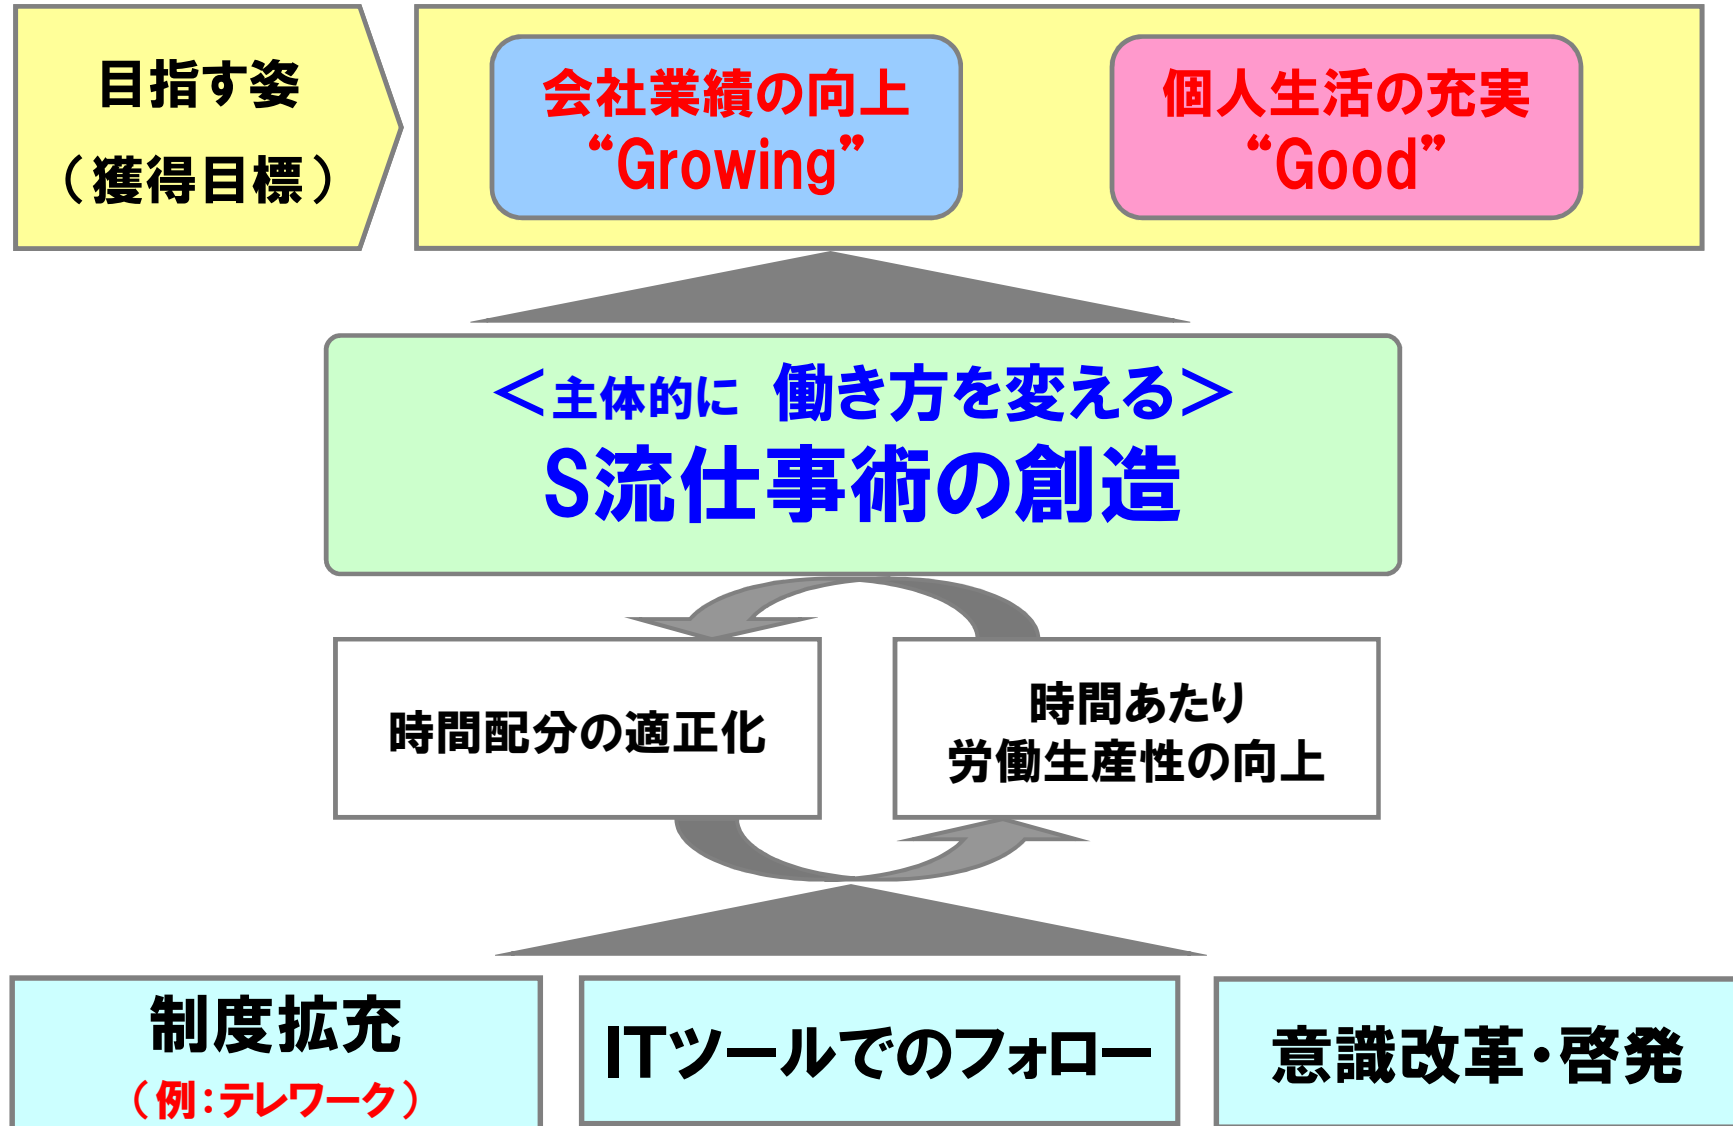 目指す姿
（獲得目標）
会社業績の向上
“Growing”
個人生活の充実
“Good”
＜主体的に 働き方を変える＞
S流仕事術の創造
時間配分の適正化
時間あたり
労働生産性の向上
制度拡充
（例：テレワーク）
ITツールでのフォロー
意識改革・啓発